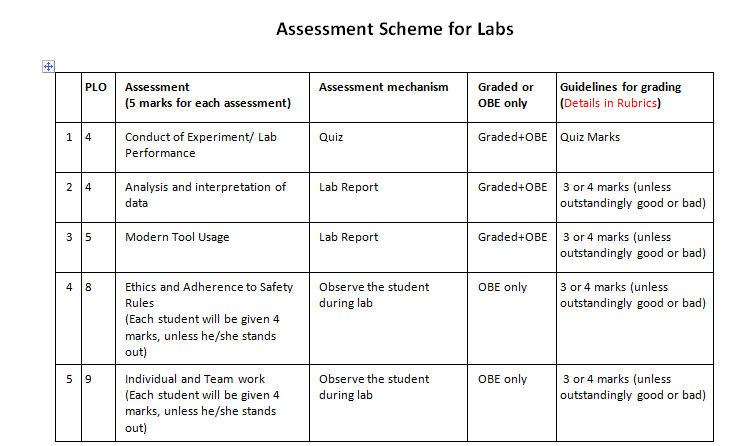 Assessment Scheme for Labs
PLO Assessment Assessment mechanism Graded or Guidelines for grading
(5 marks for each assessment) OBE only (Details in Rubrics)
1 4 Conduct of Experiment/ Lab Quiz Graded+OBE Quiz Marks
Performance
2 4 Analysis and interpretation of Lab Report Graded+OBE 3 or 4 marks (unless
data outstandingly good or bad)
3 5 Modern Tool Usage Lab Report Graded+OBE 3 or 4 marks (unless
outstandingly good or bad)
4 8 Ethics and Adherence to Safety Observe the student OBE only 3 or 4 marks (unless
Rules during lab outstandingly good or bad)
(Each student will be given 4
marks, unless he/she stands
out)
5 9 Individual and Team work Observe the student OBE only 3 or 4 marks (unless
(Each student will be given 4 during lab outstandingly good or bad)
marks, unless he/she stands
out)